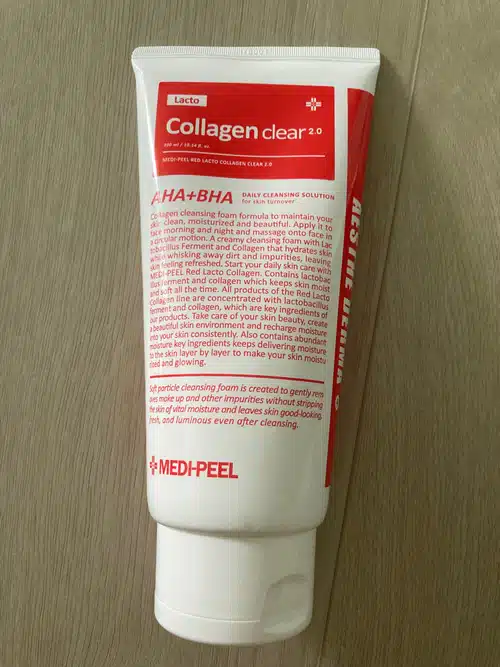 Lacto
Collagen clear 2.0
300 ml / 10.14 fl. oz.
MEDI-PEEL RED LACTO COLLAGEN CLEAR 2.0
AHA+BHA
DAILY CLEANSING SOLUTION
for skin turnover
Collagen cleansing foam formula to maintain your
skin clean, moisturized and beautiful. Apply it to
face morning and night and massage onto face in
a circular motion. A creamy cleansing foam with Lac
tobacillus Ferment and Collagen that hydrates skin
while whisking away dirt and impurities, leaving
skin feeling refreshed. Start your daily skin care with
MEDI-PEEL Red Lacto Collagen. Contains lactobac
illus ferment and collagen which keeps skin moist
and soft all the time. All products of the Red Lacto
Collagen line are concentrated with lactobacillus
ferment and collagen, which are key ingredients of
our products. Take care of your skin beauty, create
a beautiful skin environment and recharge moisture
into your skin consistently. Also contains abundant
moisture key ingredients keeps delivering moisture
to the skin layer by layer to make your skin moistu
rized and glowing.
Soft particle cleansing foam is created to gently rem
oves make up and other impurities without stripping
the skin of vital moisture and leaves skin good-looking,
fresh, and luminous even after cleansing.
MEDI-PEEL
AESTHE DERMA